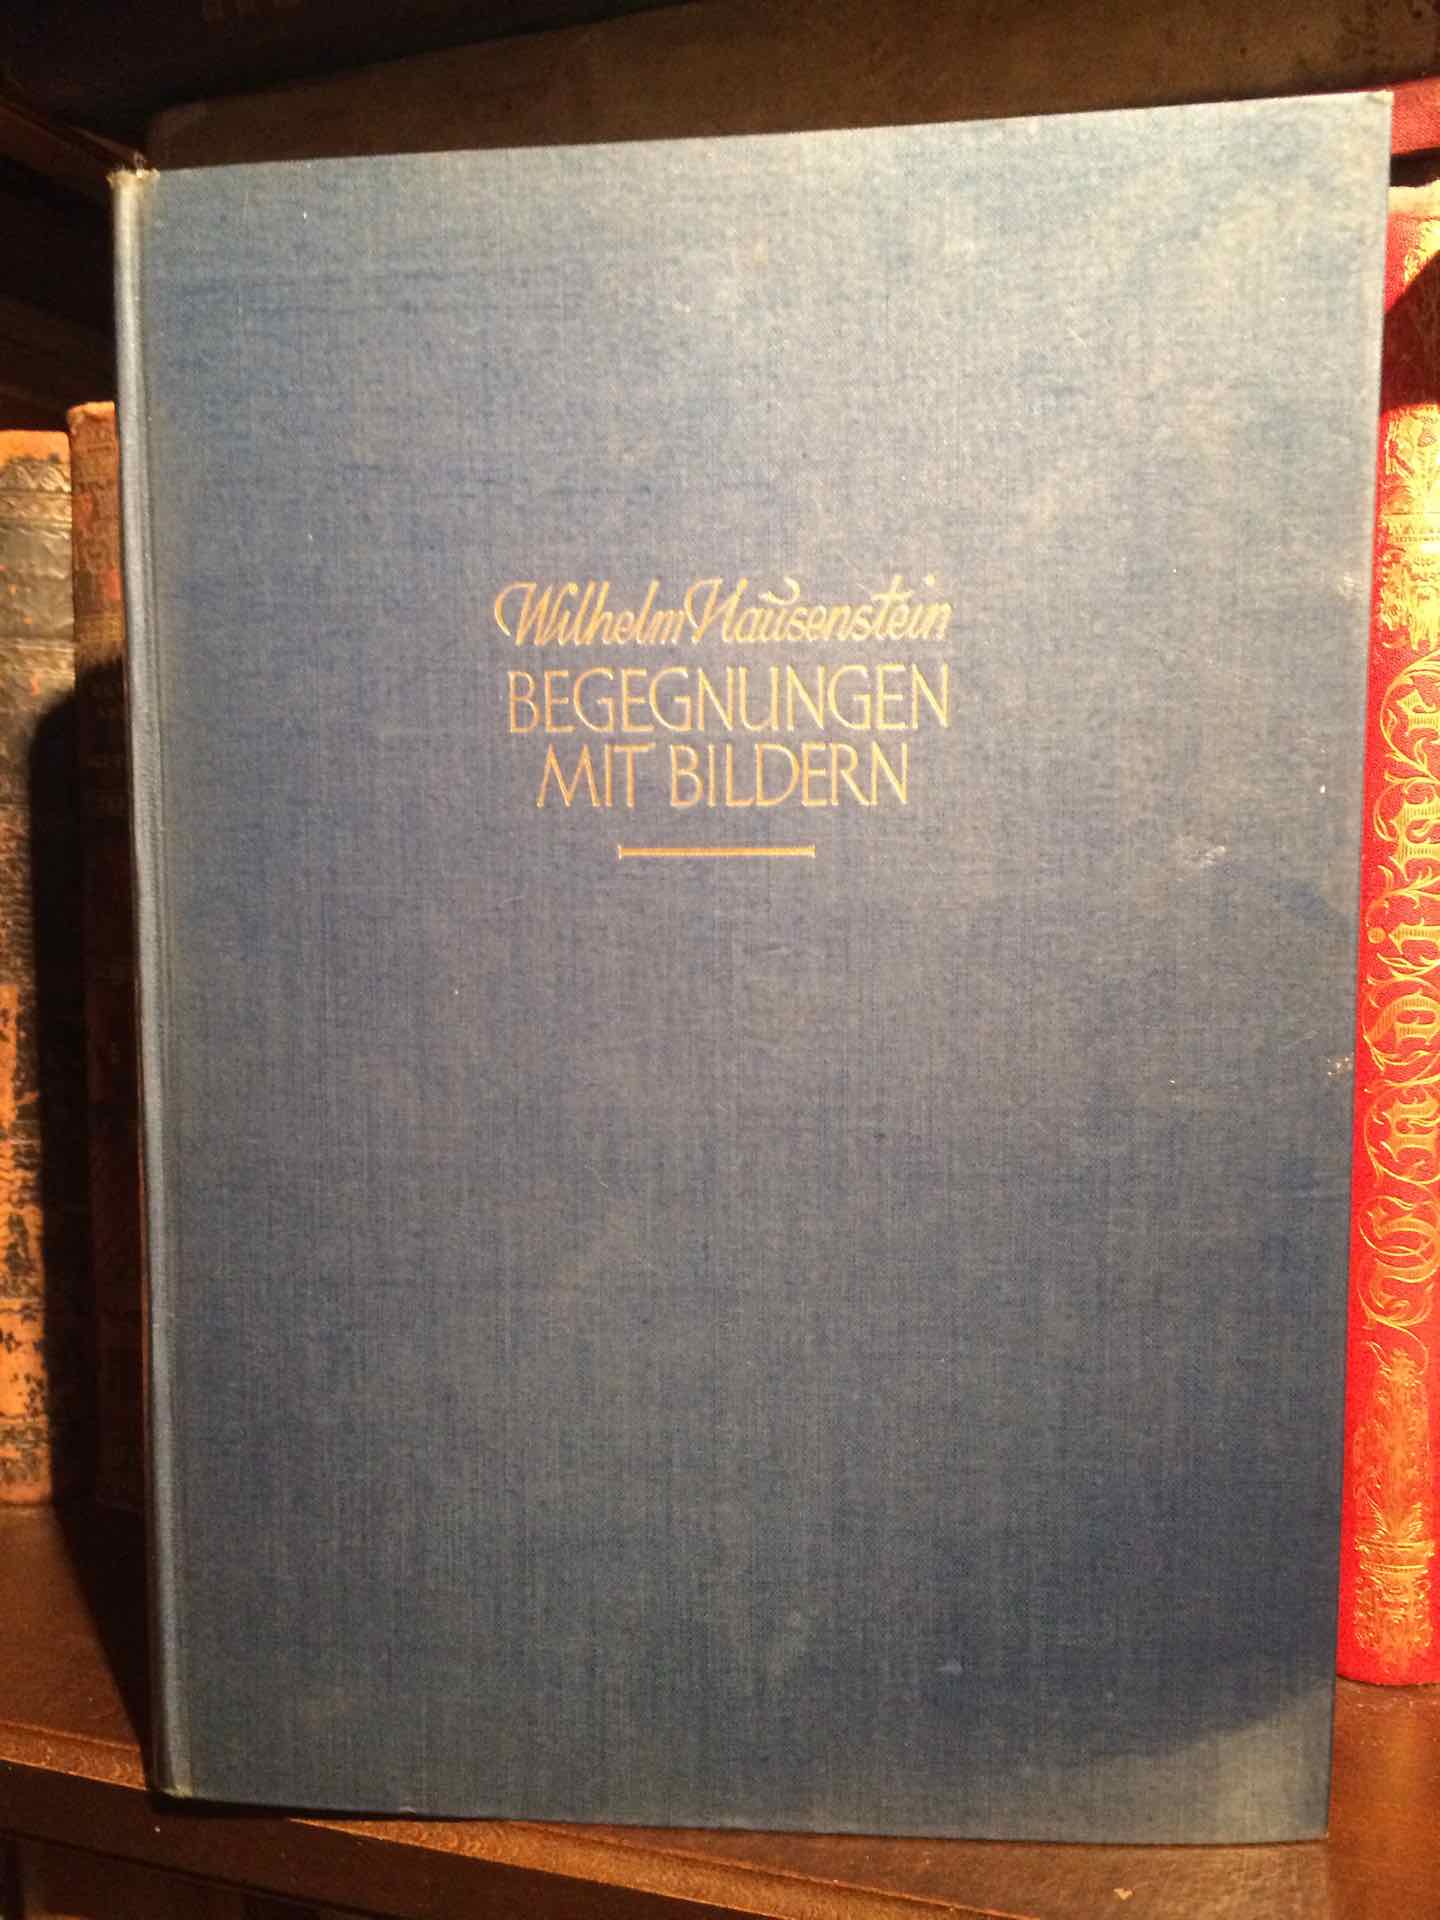 Wilhelm Hausenstein
BEGEGNUNGEN
MIT BILDERN